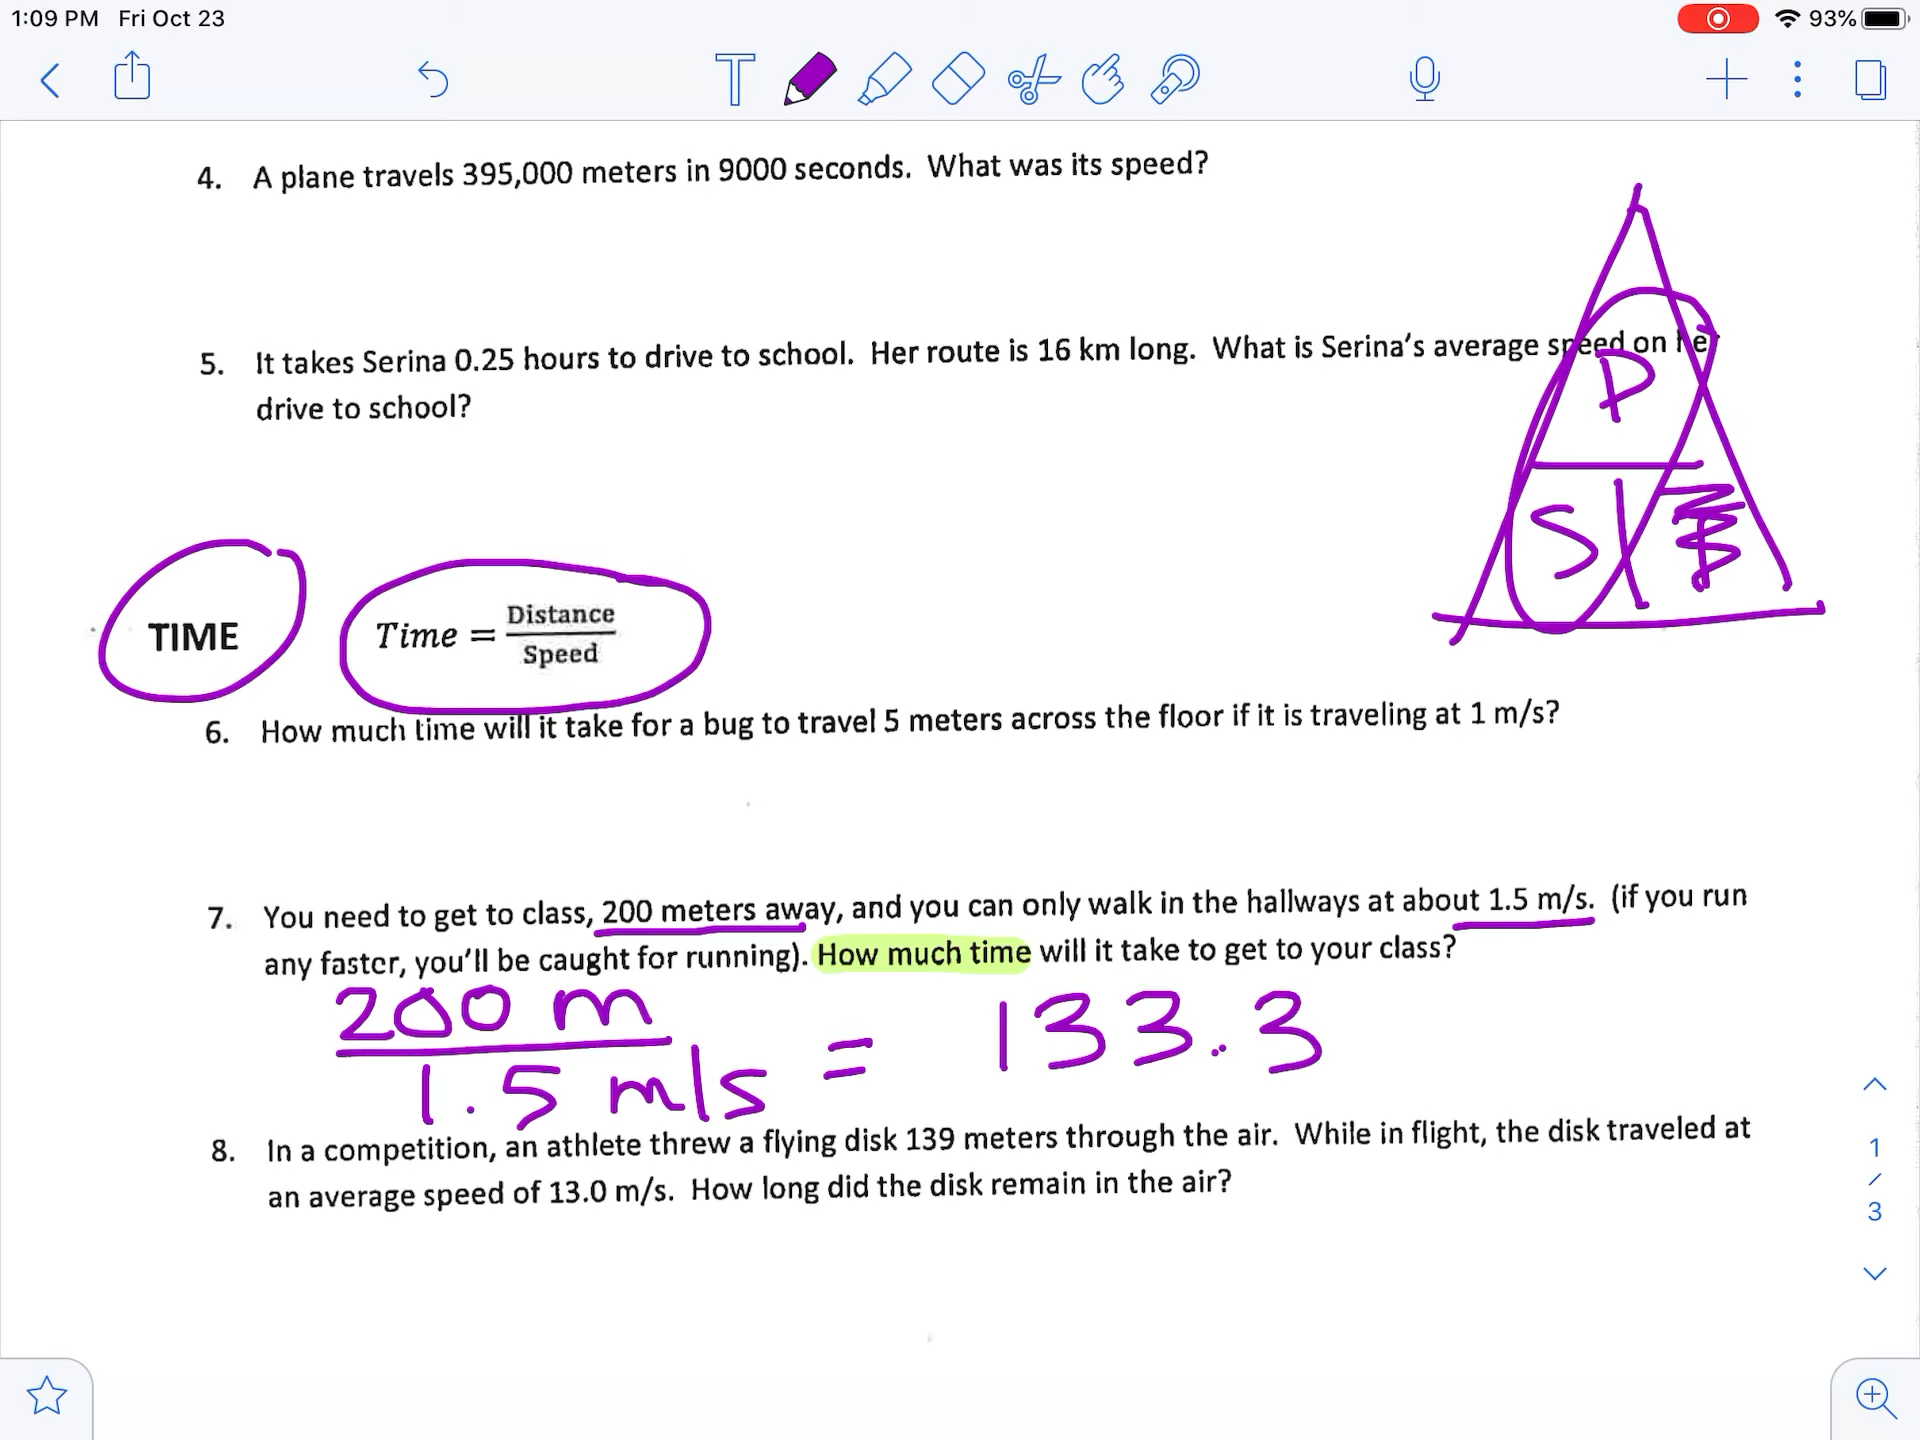 1:09 PM Fri Oct 23
93%
T
4. A plane travels 395,000 meters in 9000 seconds. What was its speed?
5. It takes Serina 0.25 hours to drive to school. Her route is 16 km long. What is Serina's average speed on her
drive to school?
D
S
TIME
Time = Distance
Speed
6. How much time will it take for a bug to travel 5 meters across the floor if it is traveling at 1 m/s?
7. You need to get to class, 200 meters away, and you can only walk in the hallways at about 1.5 m/s. (if you run
any faster, you'll be caught for running). How much time will it take to get to your class?
200 m
1.5 m/s = 133.3
8. In a competition, an athlete threw a flying disk 139 meters through the air. While in flight, the disk traveled at
an average speed of 13.0 m/s. How long did the disk remain in the air?
1
/
3